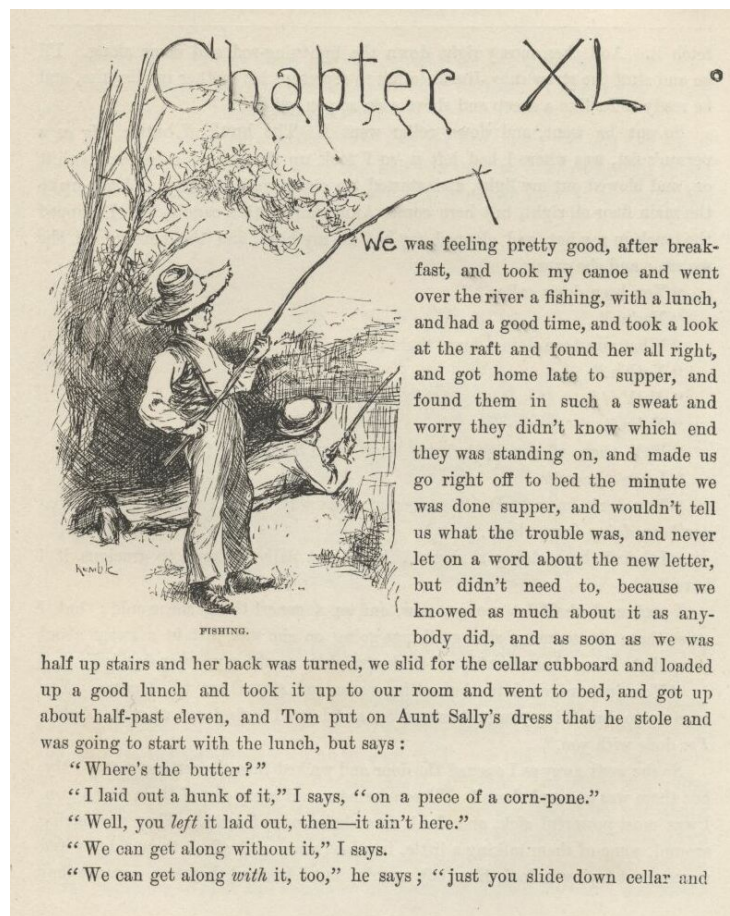 Chapter XL.
We was feeling pretty good, after break-
fast, and took my canoe and went
over the river a fishing, with a lunch,
and had a good time, and took a look
at the raft and found her all right,
and got home late to supper, and
found them in such a sweat and
worry they didn't know which end
they was standing on, and made us
go right off to bed the minute we
was done supper, and wouldn't tell
us what the trouble was, and never
let on a word about the new letter,
but didn't need to, because we
knowed as much about it as any-
body did, and as soon as we was
Kemble
FISHING.
half up stairs and her back was turned, we slid for the cellar cubboard and loaded
up a good lunch and took it up to our room and went to bed, and got up
about half-past eleven, and Tom put on Aunt Sally's dress that he stole and
was going to start with the lunch, but says :
"Where's the butter ?"
"I laid out a hunk of it," I says, "on a piece of a corn-pone."
"Well, you left it laid out, then—it ain't here."
"We can get along without it," I says.
"We can get along with it, too," he says ; "just you slide down cellar and